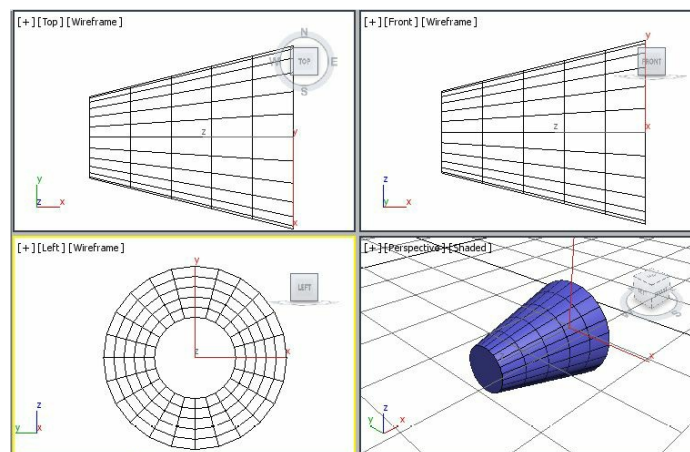 [+] [Top] [Wireframe]
N
W
TOP
E
S
z
y
x
y
z
x
[+] [Front] [Wireframe]
y
FRONT
z
x
z
y
x
[+] [Left] [Wireframe]
y
LEFT
z
x
z
y
x
[+] [Perspective] [Shaded]
x
z
y
x